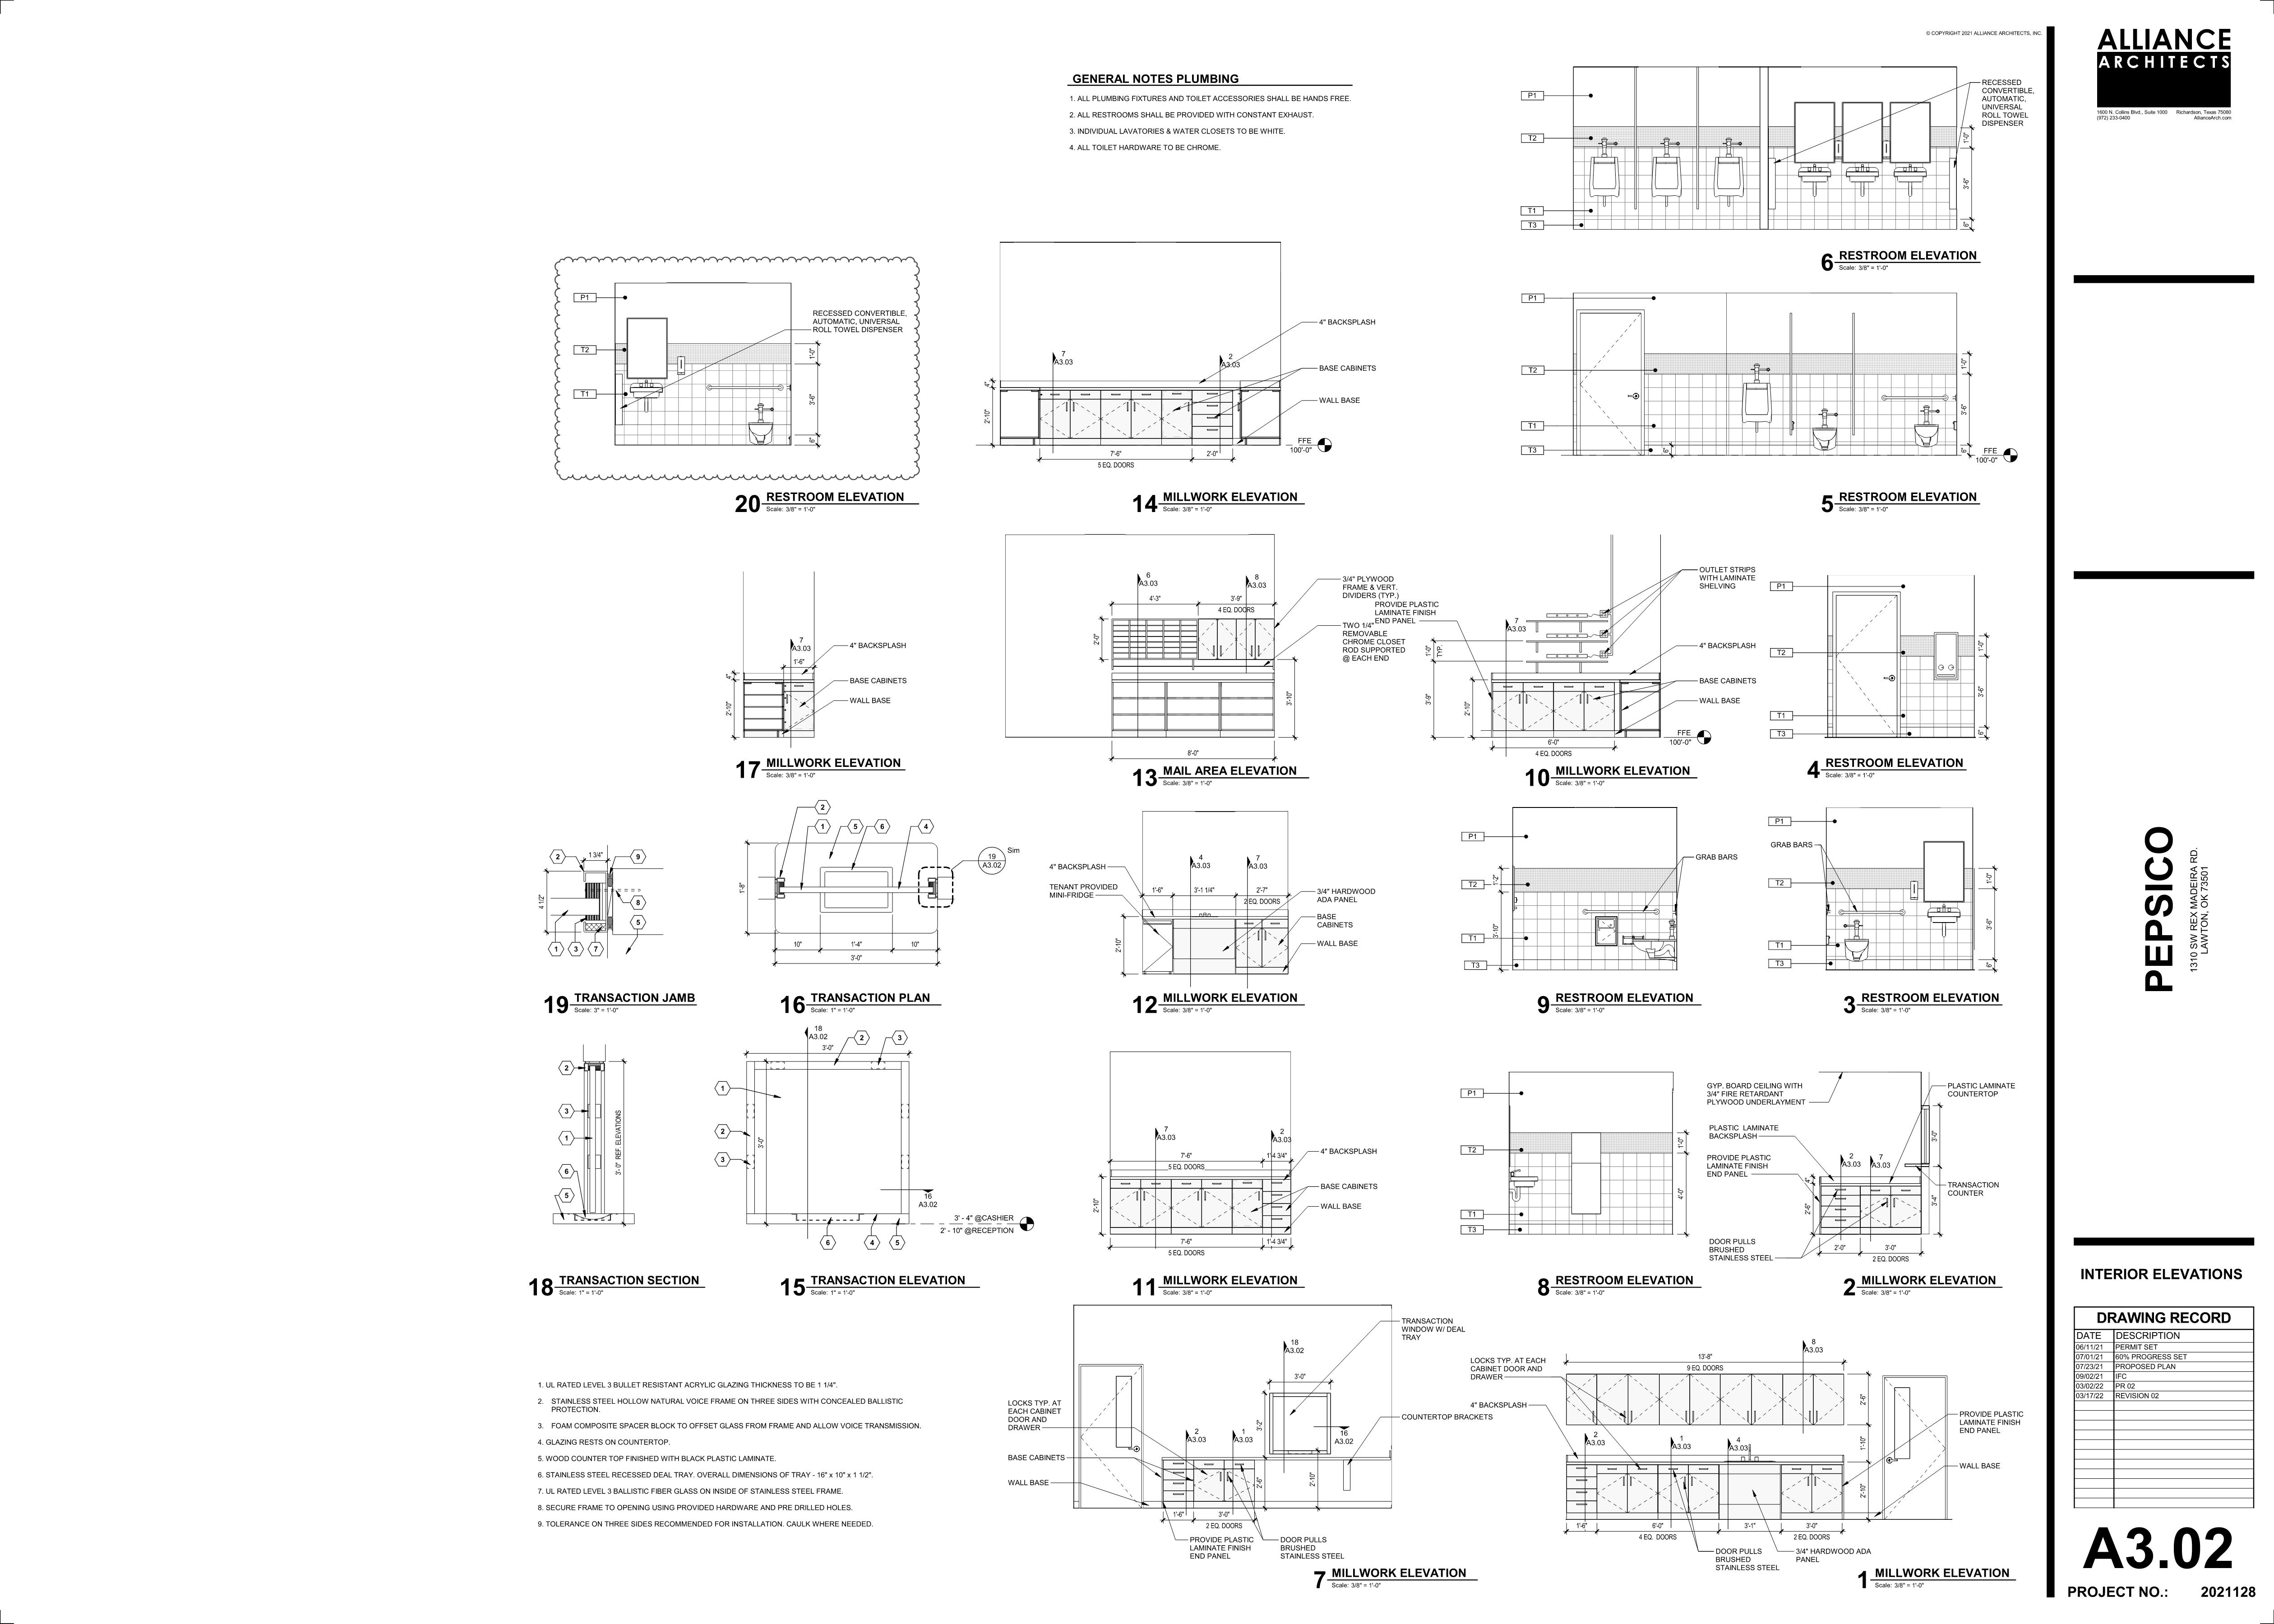 © COPYRIGHT 2021 ALLIANCE ARCHITECTS, INC.
ALLIANCE
ARCHITECTS
1600 N. Collins Blvd., Suite 1000 Richardson, Texas 75080
(972) 233-0400 AllianceArch.com
GENERAL NOTES PLUMBING
1. ALL PLUMBING FIXTURES AND TOILET ACCESSORIES SHALL BE HANDS FREE.
2. ALL RESTROOMS SHALL BE PROVIDED WITH CONSTANT EXHAUST.
3. INDIVIDUAL LAVATORIES & WATER CLOSETS TO BE WHITE.
4. ALL TOILET HARDWARE TO BE CHROME.
P1
T2
T1
T3
RECESSED
CONVERTIBLE,
AUTOMATIC,
UNIVERSAL
ROLL TOWEL
DISPENSER
1'-0"
3'-6"
6"
6 RESTROOM ELEVATION
Scale: 3/8" = 1'-0"
P1
T2
T1
RECESSED CONVERTIBLE,
AUTOMATIC, UNIVERSAL
ROLL TOWEL DISPENSER
1'-0"
3'-6"
6"
20 RESTROOM ELEVATION
Scale: 3/8" = 1'-0"
7
A3.03
2
A3.03
4" BACKSPLASH
BASE CABINETS
WALL BASE
4"
2'-10"
FFE
100'-0"
7'-6"
2'-0"
5 EQ. DOORS
14 MILLWORK ELEVATION
Scale: 3/8" = 1'-0"
P1
T2
T1
T3
1'-0"
3'-6"
6"
6"
FFE
100'-0"
5 RESTROOM ELEVATION
Scale: 3/8" = 1'-0"
7
A3.03
1'-6"
4" BACKSPLASH
BASE CABINETS
WALL BASE
4"
2'-10"
17 MILLWORK ELEVATION
Scale: 3/8" = 1'-0"
6
A3.03
8
A3.03
4'-3"
3'-9"
4 EQ. DOORS
2'-0"
3'-10"
8'-0"
3/4" PLYWOOD
FRAME & VERT.
DIVIDERS (TYP.)
TWO 1/4"
REMOVABLE
CHROME CLOSET
ROD SUPPORTED
@ EACH END
13 MAIL AREA ELEVATION
Scale: 3/8" = 1'-0"
PROVIDE PLASTIC
LAMINATE FINISH
END PANEL
7
A3.03
OUTLET STRIPS
WITH LAMINATE
SHELVING
4" BACKSPLASH
BASE CABINETS
WALL BASE
1'-0"
TYP.
3'-9"
2'-10"
FFE
100'-0"
6'-0"
4 EQ. DOORS
10 MILLWORK ELEVATION
Scale: 3/8" = 1'-0"
P1
T2
T1
T3
1'-0"
3'-6"
6"
4 RESTROOM ELEVATION
Scale: 3/8" = 1'-0"
2
1 3/4"
9
4 1/2"
8
5
1
3
7
19 TRANSACTION JAMB
Scale: 3" = 1'-0"
2
1
5
6
4
19
A3.02
Sim
1'-8"
10"
1'-4"
10"
3'-0"
16 TRANSACTION PLAN
Scale: 1" = 1'-0"
4" BACKSPLASH
TENANT PROVIDED
MINI-FRIDGE
4
A3.03
7
A3.03
1'-6"
3'-1 1/4"
2'-7"
2 EQ. DOORS
3/4" HARDWOOD
ADA PANEL
BASE
CABINETS
WALL BASE
2'-10"
12 MILLWORK ELEVATION
Scale: 3/8" = 1'-0"
P1
T2
T1
T3
GRAB BARS
1'-2"
3'-10"
9 RESTROOM ELEVATION
Scale: 3/8" = 1'-0"
P1
GRAB BARS
T2
T1
T3
1'-0"
3'-6"
6"
3 RESTROOM ELEVATION
Scale: 3/8" = 1'-0"
2
3
1
6
5
3'- 0" REF. ELEVATIONS
18 TRANSACTION SECTION
Scale: 1" = 1'-0"
18
A3.02
3'-0"
2
3
1
2
3
3'-0"
16
A3.02
3' - 4" @CASHIER
2' - 10" @RECEPTION
6
4
5
15 TRANSACTION ELEVATION
Scale: 1" = 1'-0"
7
A3.03
2
A3.03
7'-6"
1'-4 3/4"
5 EQ. DOORS
4" BACKSPLASH
BASE CABINETS
WALL BASE
2'-10"
7'-6"
1'-4 3/4"
5 EQ. DOORS
11 MILLWORK ELEVATION
Scale: 3/8" = 1'-0"
P1
T2
T1
T3
1'-0"
4'-0"
8 RESTROOM ELEVATION
Scale: 3/8" = 1'-0"
GYP. BOARD CEILING WITH
3/4" FIRE RETARDANT
PLYWOOD UNDERLAYMENT
PLASTIC LAMINATE
BACKSPLASH
PROVIDE PLASTIC
LAMINATE FINISH
END PANEL
DOOR PULLS
BRUSHED
STAINLESS STEEL
PLASTIC LAMINATE
COUNTERTOP
TRANSACTION
COUNTER
2
A3.03
7
A3.03
4"
2'-6"
3'-0"
3'-4"
2'-0"
3'-0"
2 EQ. DOORS
2 MILLWORK ELEVATION
Scale: 3/8" = 1'-0"
1. UL RATED LEVEL 3 BULLET RESISTANT ACRYLIC GLAZING THICKNESS TO BE 1 1/4".
2. STAINLESS STEEL HOLLOW NATURAL VOICE FRAME ON THREE SIDES WITH CONCEALED BALLISTIC
PROTECTION.
3. FOAM COMPOSITE SPACER BLOCK TO OFFSET GLASS FROM FRAME AND ALLOW VOICE TRANSMISSION.
4. GLAZING RESTS ON COUNTERTOP.
5. WOOD COUNTER TOP FINISHED WITH BLACK PLASTIC LAMINATE.
6. STAINLESS STEEL RECESSED DEAL TRAY. OVERALL DIMENSIONS OF TRAY - 16" x 10" x 1 1/2".
7. UL RATED LEVEL 3 BALLISTIC FIBER GLASS ON INSIDE OF STAINLESS STEEL FRAME.
8. SECURE FRAME TO OPENING USING PROVIDED HARDWARE AND PRE DRILLED HOLES.
9. TOLERANCE ON THREE SIDES RECOMMENDED FOR INSTALLATION. CAULK WHERE NEEDED.
LOCKS TYP. AT
EACH CABINET
DOOR AND
DRAWER
BASE CABINETS
WALL BASE
18
A3.02
TRANSACTION
WINDOW W/ DEAL
TRAY
COUNTERTOP BRACKETS
3'-0"
3'-2"
16
A3.02
2
A3.03
1
A3.03
2'-6"
2'-10"
1'-6"
3'-0"
2 EQ. DOORS
PROVIDE PLASTIC
LAMINATE FINISH
END PANEL
DOOR PULLS
BRUSHED
STAINLESS STEEL
7 MILLWORK ELEVATION
Scale: 3/8" = 1'-0"
LOCKS TYP. AT EACH
CABINET DOOR AND
DRAWER
4" BACKSPLASH
13'-8"
9 EQ. DOORS
8
A3.03
2
A3.03
1
A3.03
4
A3.03
2'-6"
1'-10"
2'-10"
PROVIDE PLASTIC
LAMINATE FINISH
END PANEL
WALL BASE
1'-6"
6'-0"
3'-1"
3'-0"
4 EQ. DOORS
2 EQ. DOORS
DOOR PULLS
BRUSHED
STAINLESS STEEL
3/4" HARDWOOD ADA
PANEL
1 MILLWORK ELEVATION
Scale: 3/8" = 1'-0"
PEPSICO
1310 SW REX MADEIRA RD.
LAWTON, OK 73501
INTERIOR ELEVATIONS
DRAWING RECORD
DATE DESCRIPTION
06/11/21 PERMIT SET
07/01/21 60% PROGRESS SET
07/23/21 PROPOSED PLAN
09/02/21 IFC
03/02/22 PR 02
03/17/22 REVISION 02
A3.02
PROJECT NO.: 2021128